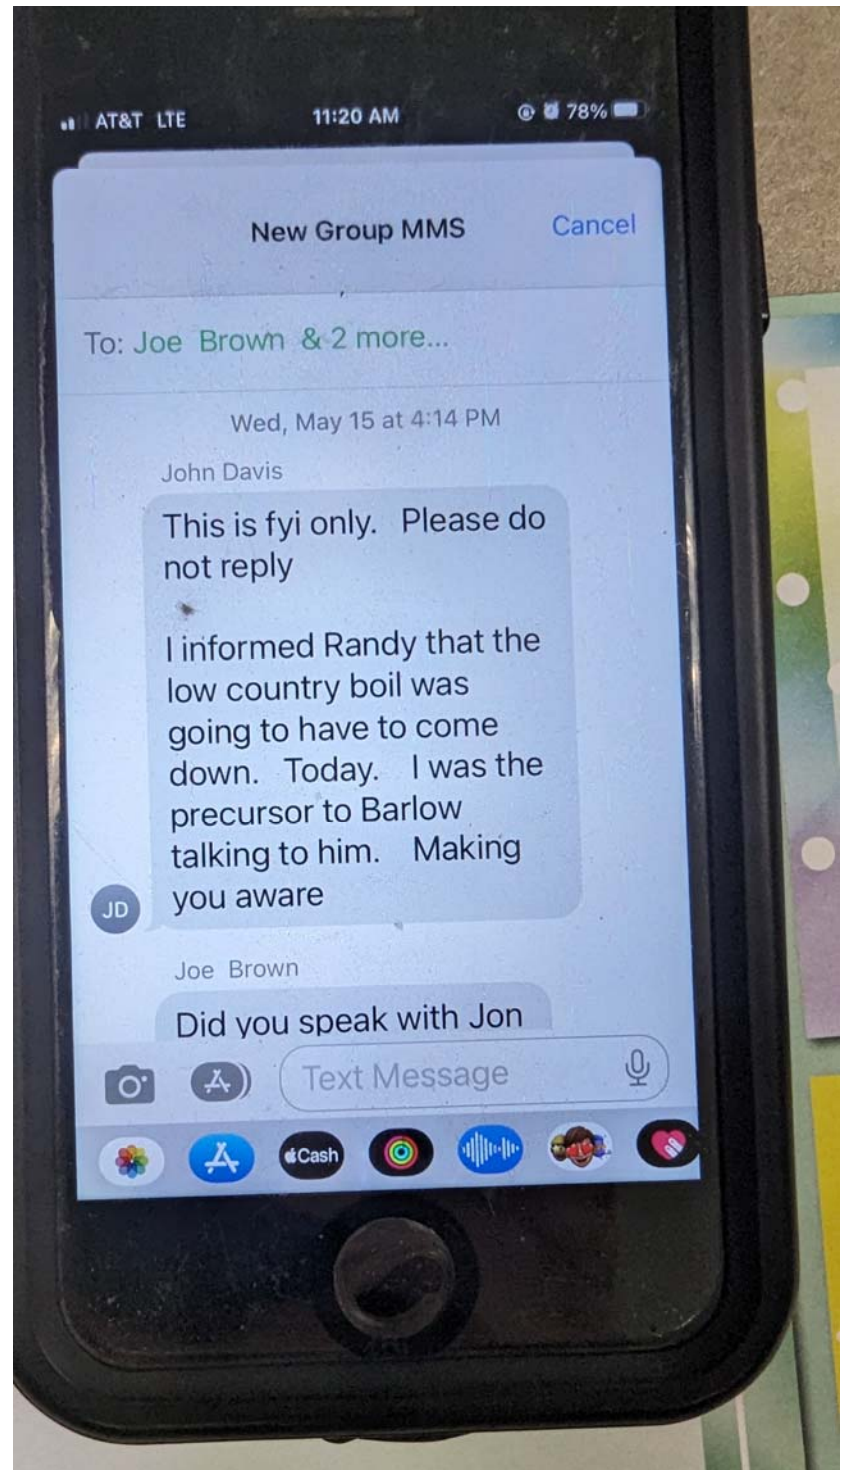 AT&T LTE 11:20 AM 78%
New Group MMS Cancel
To: Joe Brown & 2 more...
Wed, May 15 at 4:14 PM
John Davis
This is fyi only. Please do
not reply
I informed Randy that the
low country boil was
going to have to come
down. Today. I was the
precursor to Barlow
talking to him. Making
you aware
JD
Joe Brown
Did you speak with Jon
Text Message
Cash